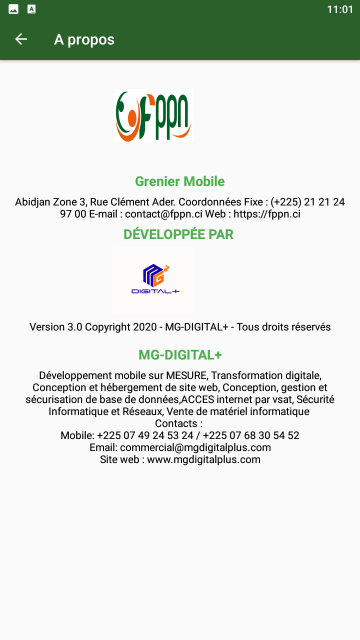 11:01
A propos
fppn
Grenier Mobile
Abidjan Zone 3, Rue Clément Ader. Coordonnées Fixe : (+225) 21 21 24
97 00 E-mail : contact@fppn.ci Web : https://fppn.ci
DÉVELOPPÉE PAR
DIGITAL+
Version 3.0 Copyright 2020 - MG-DIGITAL+ - Tous droits réservés
MG-DIGITAL+
Développement mobile sur MESURE, Transformation digitale,
Conception et hébergement de site web, Conception, gestion et
sécurisation de base de données,ACCES internet par vsat, Sécurité
Informatique et Réseaux, Vente de matériel informatique
Contacts :
Mobile: +225 07 49 24 53 24 / +225 07 68 30 54 52
Email: commercial@mgdigitalplus.com
Site web : www.mgdigitalplus.com